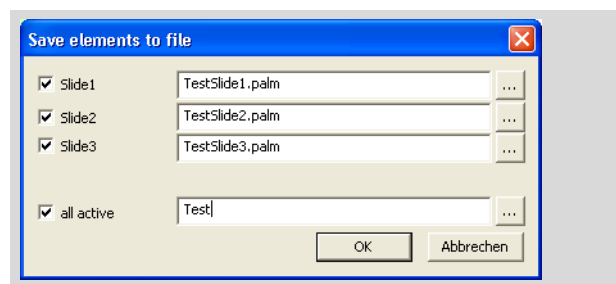 Save elements to file
Slide1 TestSlide1.palm ...
Slide2 TestSlide2.palm ...
Slide3 TestSlide3.palm ...
all active Test ...
OK Abbrechen